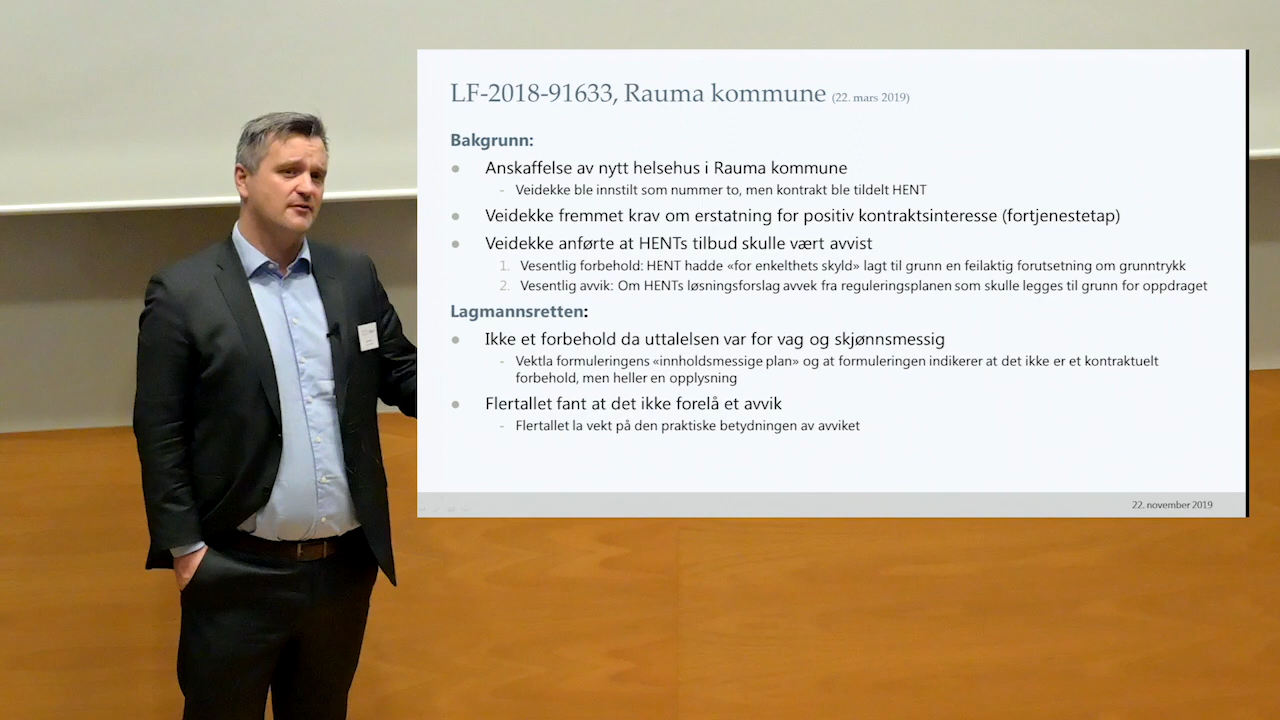 LF-2018-91633, Rauma kommune (22. mars 2019)
Bakgrunn:
● Anskaffelse av nytt helsehus i Rauma kommune
- Veidekke ble innstilt som nummer to, men kontrakt ble tildelt HENT
● Veidekke fremmet krav om erstatning for positiv kontraktsinteresse (fortjenestetap)
● Veidekke anførte at HENTs tilbud skulle vært avvist
1. Vesentlig forbehold: HENT hadde «for enkelthets skyld» lagt til grunn en feilaktig forutsetning om grunntrykk
2. Vesentlig avvik: Om HENTs løsningsforslag avvek fra reguleringsplanen som skulle legges til grunn for oppdraget
Lagmannsretten:
● Ikke et forbehold da uttalelsen var for vag og skjønnsmessig
- Vektla formuleringens «innholdsmessige plan» og at formuleringen indikerer at det ikke er et kontraktuelt
forbehold, men heller en opplysning
● Flertallet fant at det ikke forelå et avvik
- Flertallet la vekt på den praktiske betydningen av avviket
22. november 2019